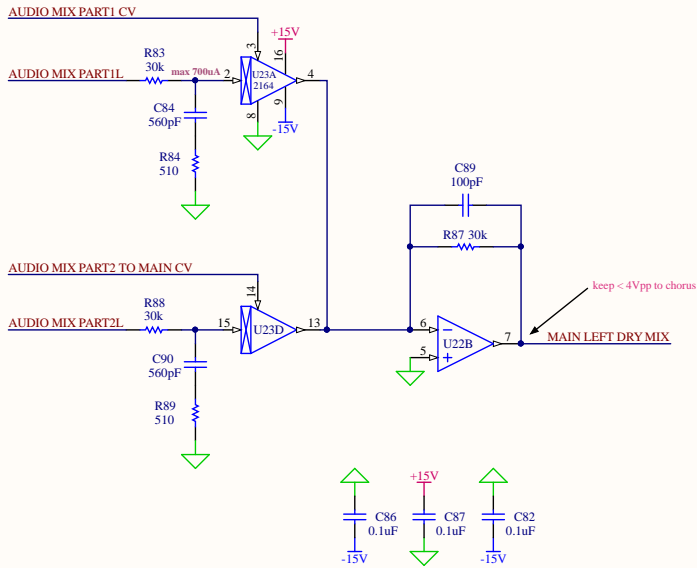 AUDIO MIX PART1 CV
+15V
R83
30k
3
16
AUDIO MIX PART1L
max 700uA
2
U23A
2164
4
C84
560pF
8
9
-15V
R84
510
C89
100pF
R87 30k
AUDIO MIX PART2 TO MAIN CV
14
keep < 4Vpp to chorus
R88
30k
AUDIO MIX PART2L
15
U23D
13
6
U22B
7
MAIN LEFT DRY MIX
5
C90
560pF
R89
510
+15V
C86
0.1uF
C87
0.1uF
C82
0.1uF
-15V
-15V